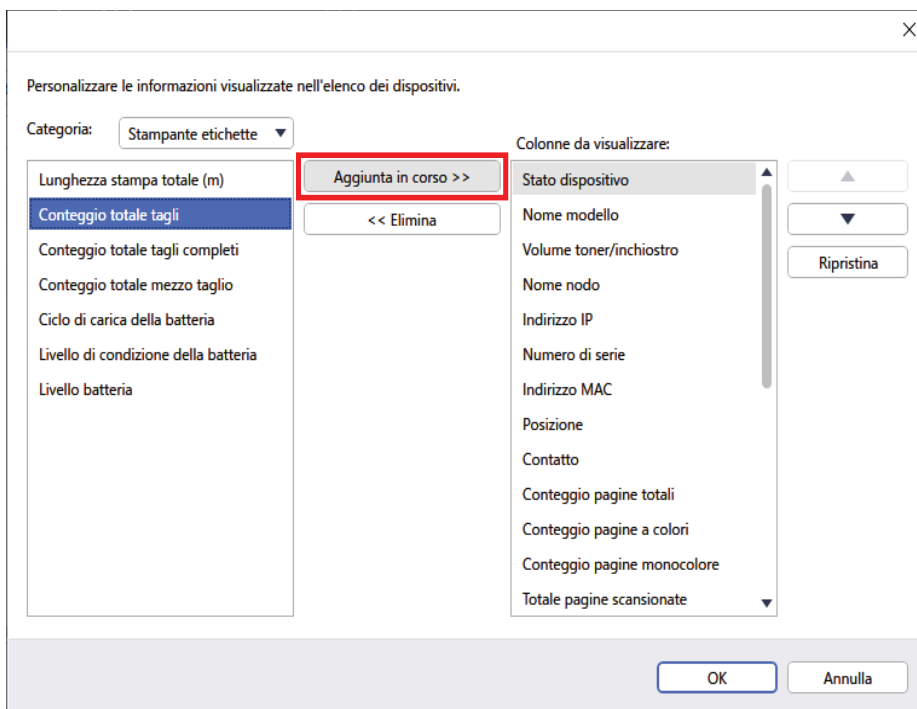 Personalizzare le informazioni visualizzate nell'elenco dei dispositivi.
Categoria:
Stampante etichette
Lunghezza stampa totale (m)
Conteggio totale tagli
Conteggio totale tagli completi
Conteggio totale mezzo taglio
Ciclo di carica della batteria
Livello di condizione della batteria
Livello batteria
Aggiunta in corso >>
<< Elimina
Colonne da visualizzare:
Stato dispositivo
Nome modello
Volume toner/inchiostro
Nome nodo
Indirizzo IP
Numero di serie
Indirizzo MAC
Posizione
Contatto
Conteggio pagine totali
Conteggio pagine a colori
Conteggio pagine monocolore
Totale pagine scansionate
Ripristina
OK
Annulla